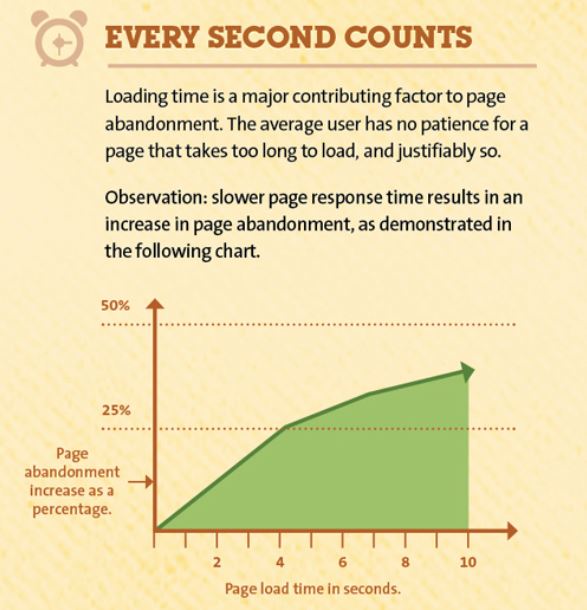 EVERY SECOND COUNTS
Loading time is a major contributing factor to page
abandonment. The average user has no patience for a
page that takes too long to load, and justifiably so.
Observation: slower page response time results in an
increase in page abandonment, as demonstrated in
the following chart.
50%
25%
Page
abandonment
increase as a
percentage.
2 4 6 8 10
Page load time in seconds.